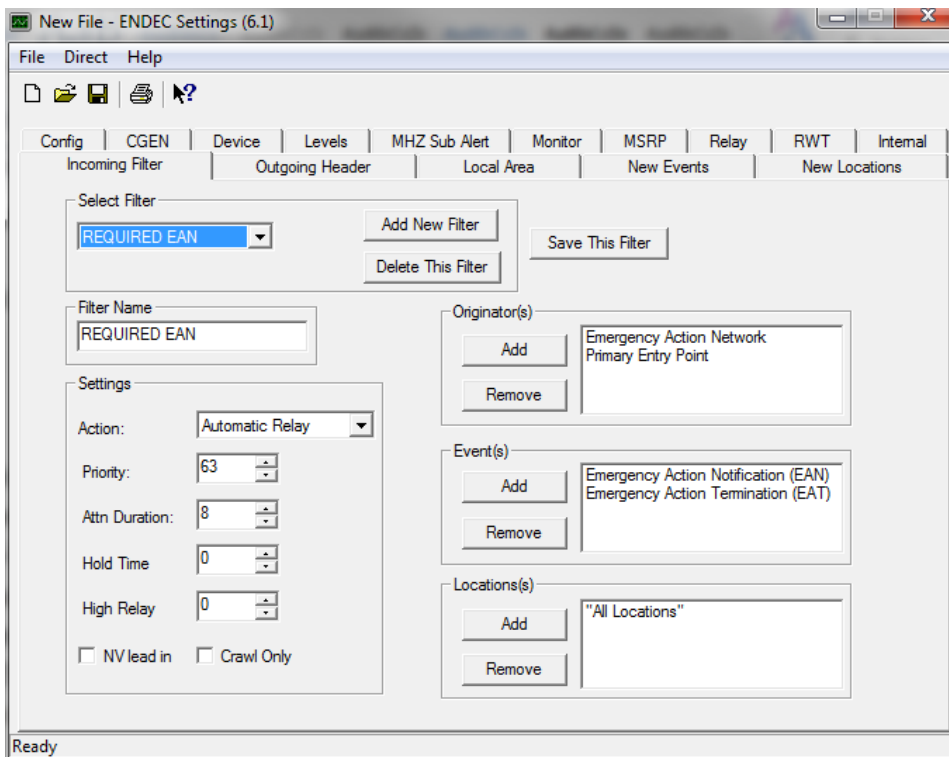 New File - ENDEC Settings (6.1)
File Direct Help
Config CGEN Device Levels MHZ Sub Alert Monitor MSRP Relay RWT Internal
Incoming Filter Outgoing Header Local Area New Events New Locations
Select Filter
REQUIRED EAN
Add New Filter
Delete This Filter
Save This Filter
Filter Name
REQUIRED EAN
Settings
Action: Automatic Relay
Priority: 63
Attn Duration: 8
Hold Time 0
High Relay 0
NV lead in Crawl Only
Originator(s)
Add
Remove
Emergency Action Network
Primary Entry Point
Event(s)
Add
Remove
Emergency Action Notification (EAN)
Emergency Action Termination (EAT)
Locations(s)
Add
Remove
"All Locations"
Ready